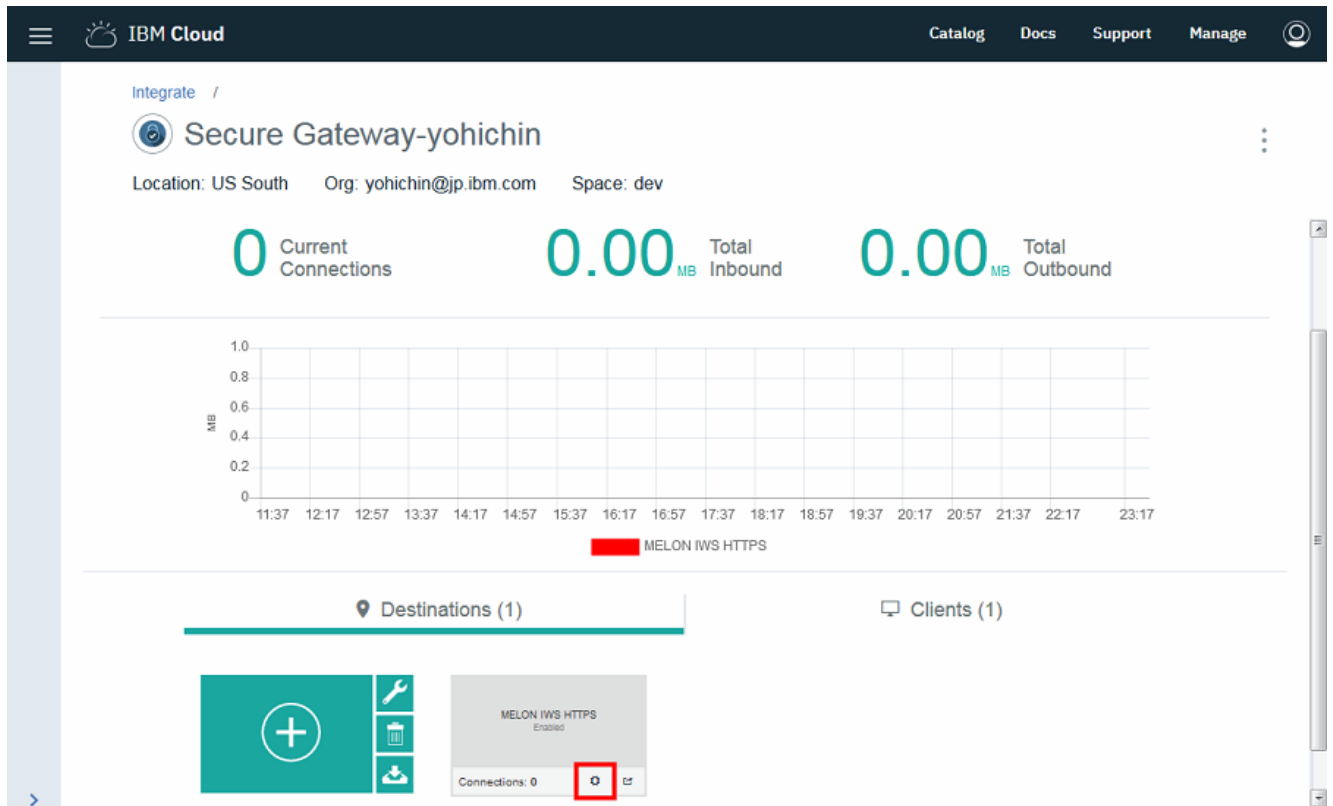 IBM Cloud
Catalog Docs Support Manage
Integrate /
Secure Gateway-yohichin
Location: US South Org: yohichin@jp.ibm.com Space: dev
0 Current Connections
0.00 MB Total Inbound
0.00 MB Total Outbound
1.0
0.8
0.6
0.4
0.2
0
MB
11:37 12:17 12:57 13:37 14:17 14:57 15:37 16:17 16:57 17:37 18:17 18:57 19:37 20:17 20:57 21:37 22:17 23:17
MELON IWS HTTPS
Destinations (1)
Clients (1)
MELON IWS HTTPS
Enabled
Connections: 0